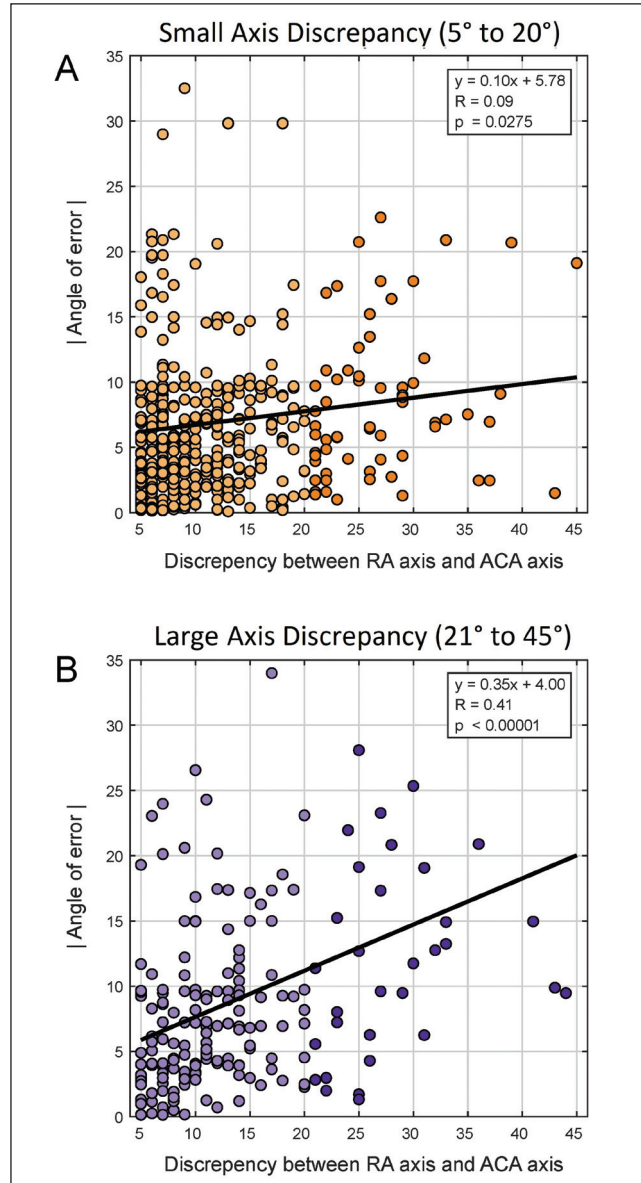 Small Axis Discrepancy (5° to 20°)
A
35
30
25
20
15
10
5
0
| Angle of error |
y = 0.10x + 5.78
R = 0.09
p = 0.0275
5 10 15 20 25 30 35 40 45
Discrepency between RA axis and ACA axis
Large Axis Discrepancy (21° to 45°)
B
35
30
25
20
15
10
5
0
| Angle of error |
y = 0.35x + 4.00
R = 0.41
p < 0.00001
5 10 15 20 25 30 35 40 45
Discrepency between RA axis and ACA axis